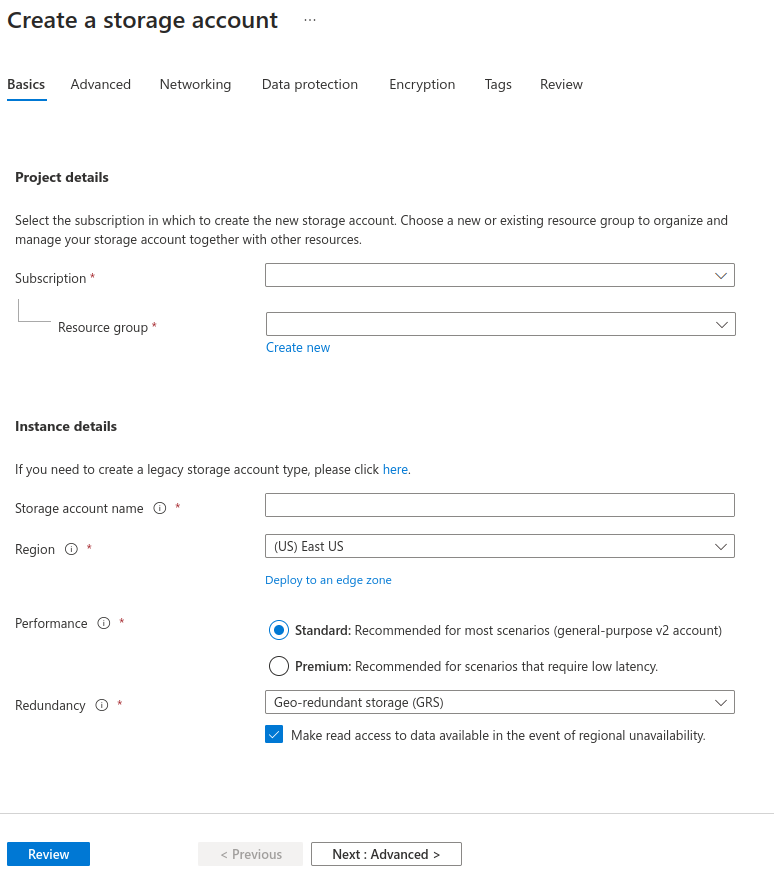 Create a storage account ...
Basics Advanced Networking Data protection Encryption Tags Review
Project details
Select the subscription in which to create the new storage account. Choose a new or existing resource group to organize and
manage your storage account together with other resources.
Subscription *
Resource group *
Create new
Instance details
If you need to create a legacy storage account type, please click here.
Storage account name *
Region * (US) East US
Deploy to an edge zone
Performance * Standard: Recommended for most scenarios (general-purpose v2 account)
Premium: Recommended for scenarios that require low latency.
Redundancy * Geo-redundant storage (GRS)
Make read access to data available in the event of regional unavailability.
Review < Previous Next : Advanced >